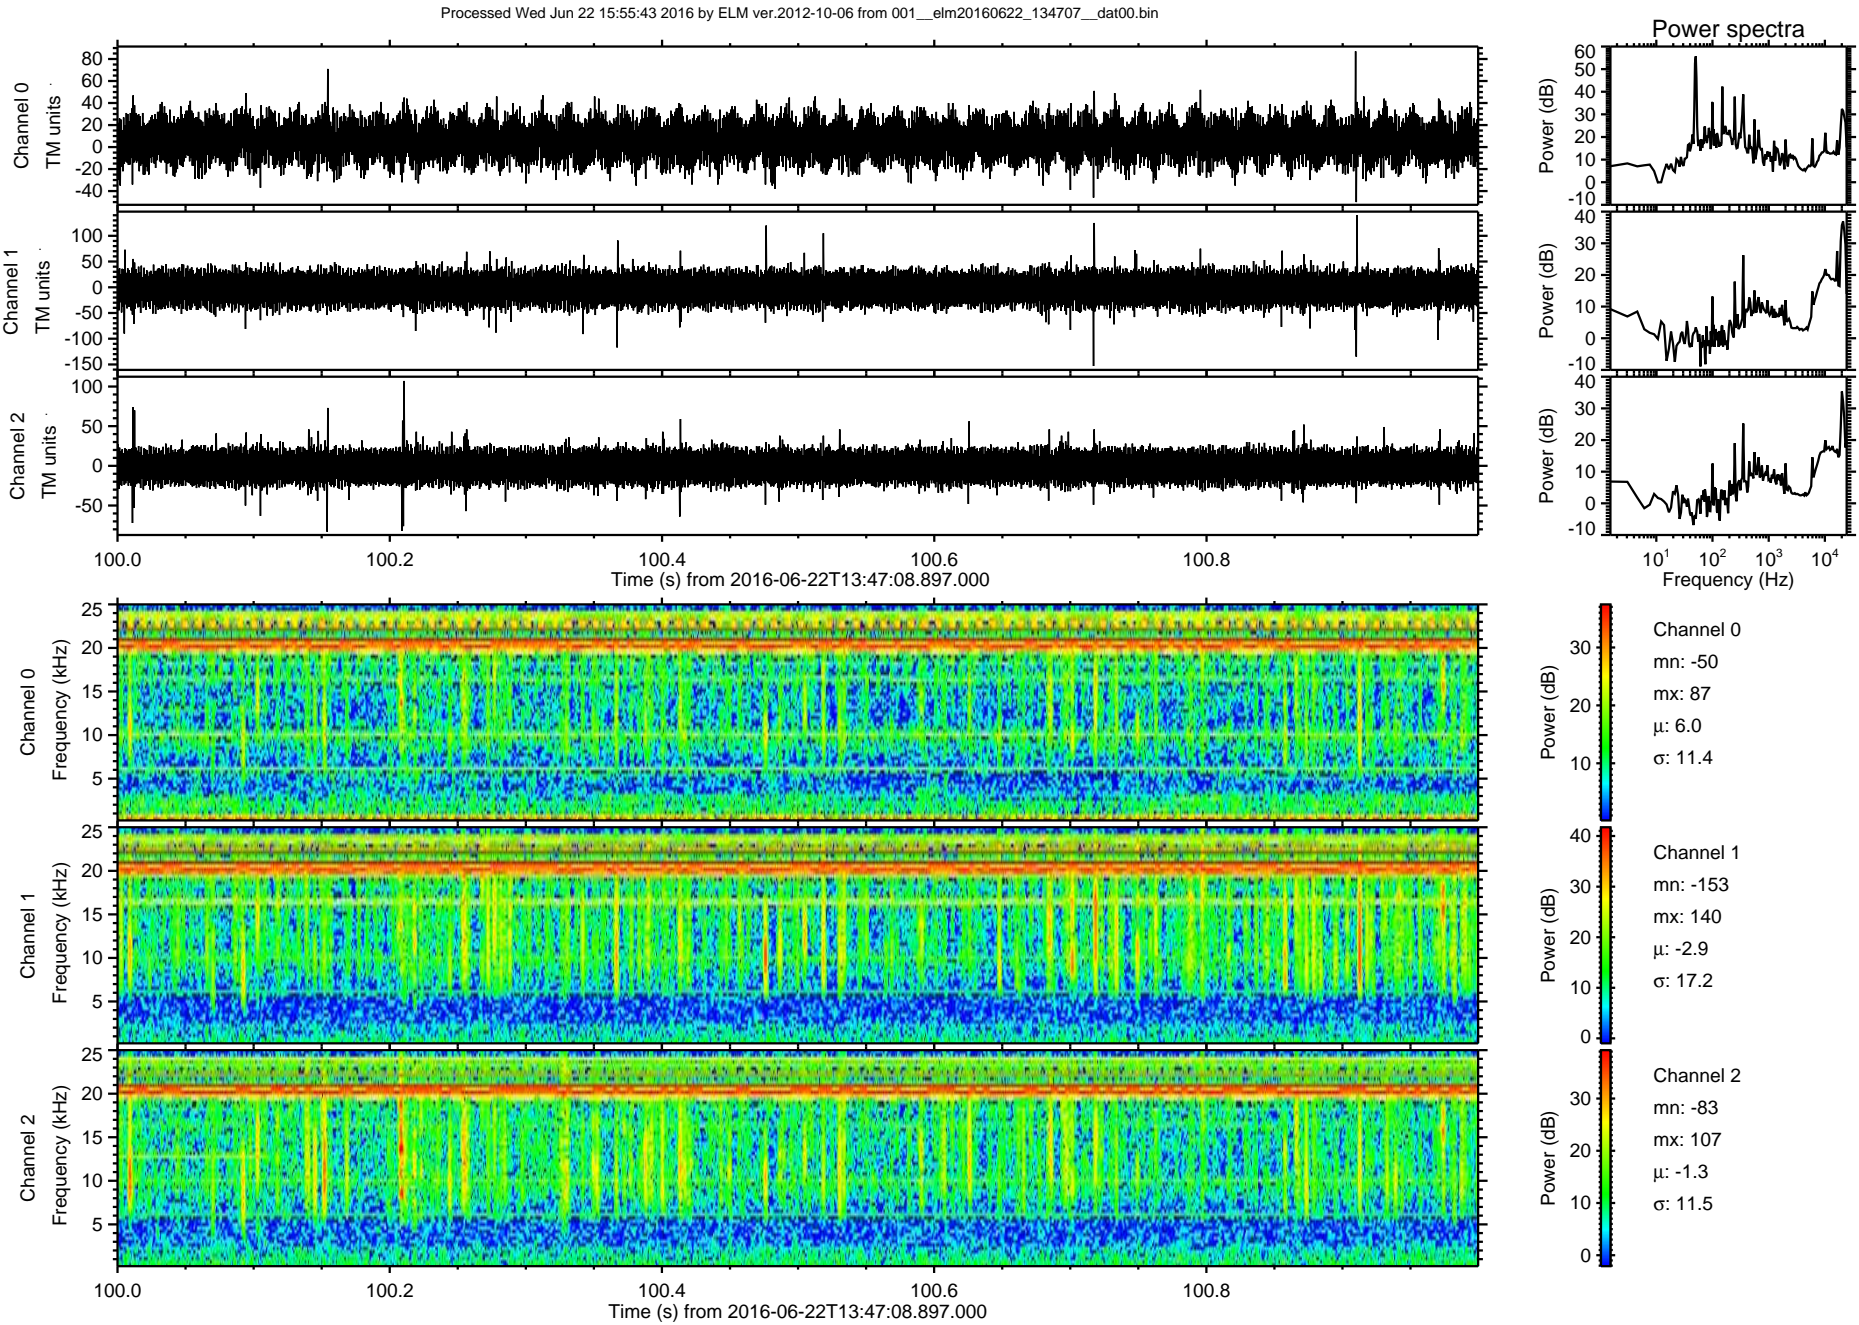 Processed Wed Jun 22 15:55:43 2016 by ELM ver.2012-10-06 from 001__elm20160622_134707__dat00.bin
Power spectra
Channel 0
TM units
80
60
40
20
0
-20
-40
Power (dB)
60
50
40
30
20
10
0
-10
Channel 1
TM units
100
50
0
-50
-100
-150
Power (dB)
40
30
20
10
0
-10
Channel 2
TM units
100
50
0
-50
Power (dB)
40
30
20
10
0
-10
100.0 100.2 100.4 100.6 100.8
Time (s) from 2016-06-22T13:47:08.897.000
10^1 10^2 10^3 10^4
Frequency (Hz)
Channel 0
Frequency (kHz)
25
20
15
10
5
Power (dB)
30
20
10
Channel 0
mn: -50
mx: 87
µ: 6.0
σ: 11.4
Channel 1
Frequency (kHz)
25
20
15
10
5
Power (dB)
40
30
20
10
0
Channel 1
mn: -153
mx: 140
µ: -2.9
σ: 17.2
Channel 2
Frequency (kHz)
25
20
15
10
5
Power (dB)
30
20
10
0
Channel 2
mn: -83
mx: 107
µ: -1.3
σ: 11.5
100.0 100.2 100.4 100.6 100.8
Time (s) from 2016-06-22T13:47:08.897.000